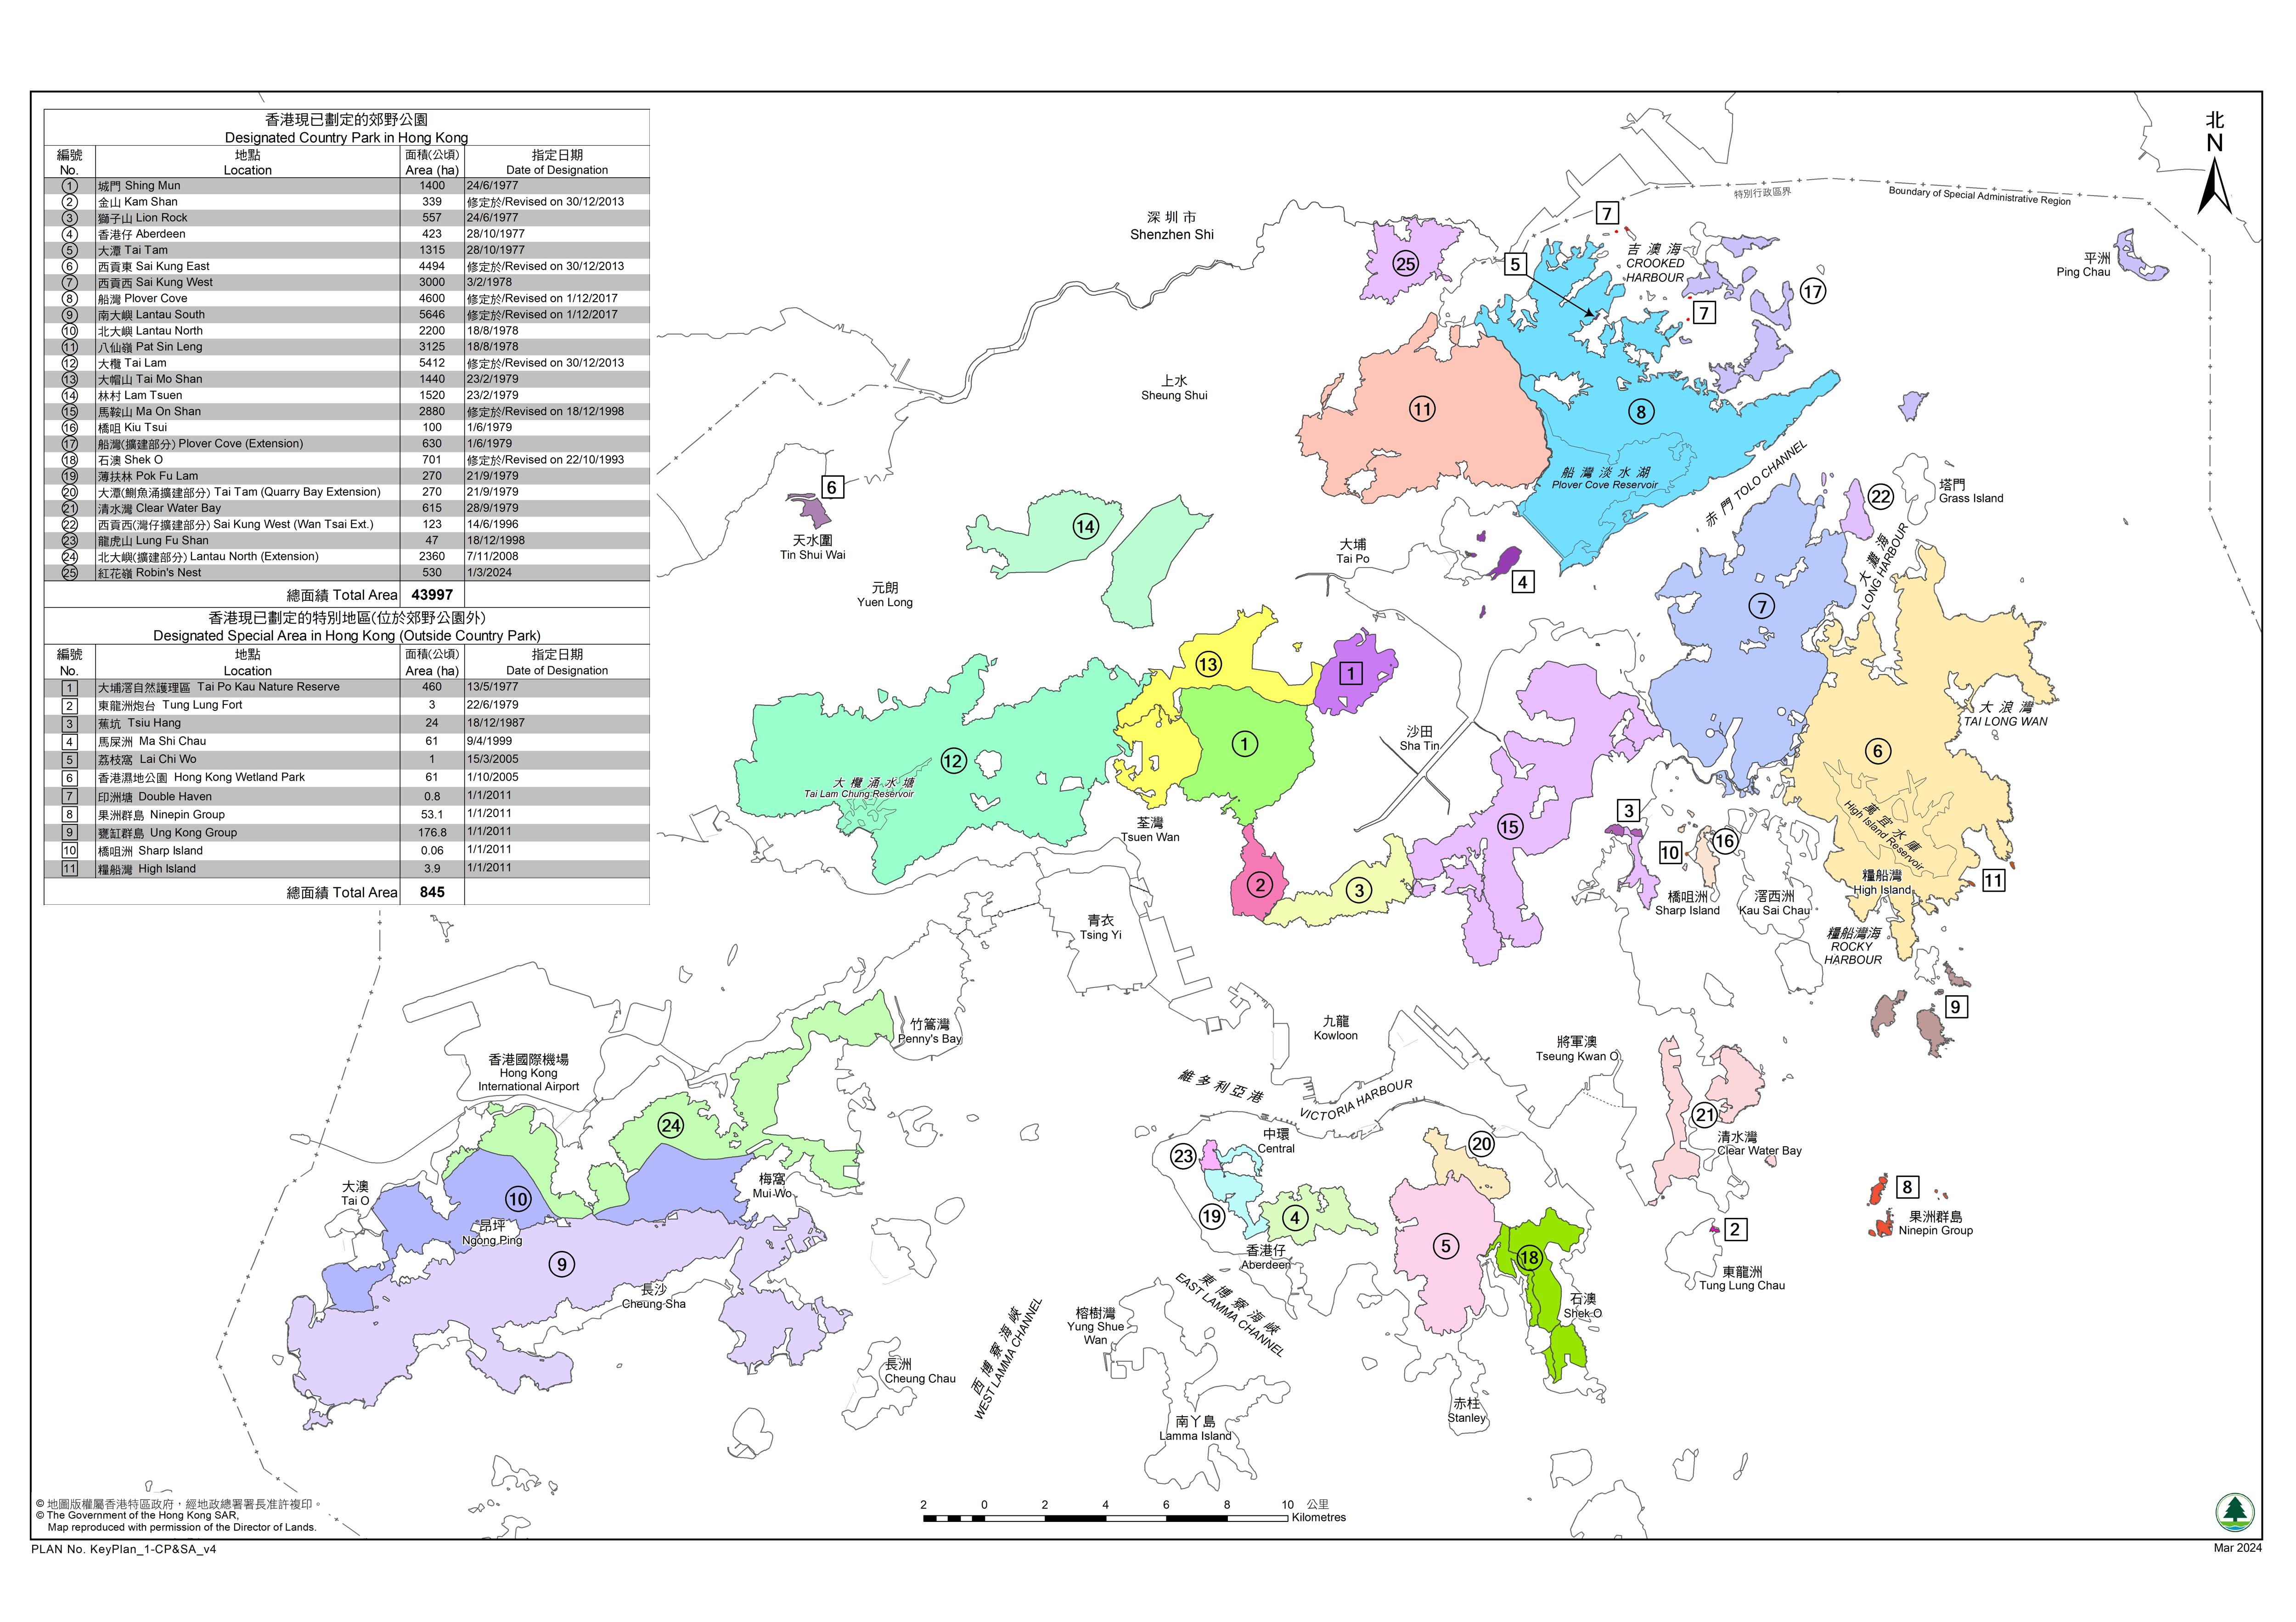 香港現已劃定的郊野公園
Designated Country Park in Hong Kong
編號 地點 面積(公頃) 指定日期
No. Location Area (ha) Date of Designation
1 城門 Shing Mun 1400 24/6/1977
2 金山 Kam Shan 339 修定於/Revised on 30/12/2013
3 獅子山 Lion Rock 557 24/6/1977
4 香港仔 Aberdeen 423 28/10/1977
5 大潭 Tai Tam 1315 28/10/1977
6 西貢東 Sai Kung East 4494 修定於/Revised on 30/12/2013
7 西貢西 Sai Kung West 3000 3/2/1978
8 船灣 Plover Cove 4600 修定於/Revised on 1/12/2017
9 南大嶼 Lantau South 5646 修定於/Revised on 1/12/2017
10 北大嶼 Lantau North 2200 18/8/1978
11 八仙嶺 Pat Sin Leng 3125 18/8/1978
12 大欖 Tai Lam 5412 修定於/Revised on 30/12/2013
13 大帽山 Tai Mo Shan 1440 23/2/1979
14 林村 Lam Tsuen 1520 23/2/1979
15 馬鞍山 Ma On Shan 2880 修定於/Revised on 18/12/1998
16 橋咀 Kiu Tsui 100 1/6/1979
17 船灣(擴建部分) Plover Cove (Extension) 630 1/6/1979
18 石澳 Shek O 701 修定於/Revised on 22/10/1993
19 薄扶林 Pok Fu Lam 270 21/9/1979
20 大潭(鰂魚涌擴建部分) Tai Tam (Quarry Bay Extension) 270 21/9/1979
21 清水灣 Clear Water Bay 615 28/9/1979
22 西貢西(灣仔擴建部分) Sai Kung West (Wan Tsai Ext.) 123 14/6/1996
23 龍虎山 Lung Fu Shan 47 18/12/1998
24 北大嶼(擴建部分) Lantau North (Extension) 2360 7/11/2008
25 紅花嶺 Robin's Nest 530 1/3/2024
總面績 Total Area 43997
香港現已劃定的特別地區(位於郊野公園外)
Designated Special Area in Hong Kong (Outside Country Park)
編號 地點 面積(公頃) 指定日期
No. Location Area (ha) Date of Designation
1 大埔滘自然護理區 Tai Po Kau Nature Reserve 460 13/5/1977
2 東龍洲炮台 Tung Lung Fort 3 22/6/1979
3 蕉坑 Tsiu Hang 24 18/12/1987
4 馬屎洲 Ma Shi Chau 61 9/4/1999
5 荔枝窩 Lai Chi Wo 1 15/3/2005
6 香港濕地公園 Hong Kong Wetland Park 61 1/10/2005
7 印洲塘 Double Haven 0.8 1/1/2011
8 果洲群島 Ninepin Group 53.1 1/1/2011
9 甕缸群島 Ung Kong Group 176.8 1/1/2011
10 橋咀洲 Sharp Island 0.06 1/1/2011
11 糧船灣 High Island 3.9 1/1/2011
總面績 Total Area 845
北
N
特別行政區界
Boundary of Special Administrative Region
7
深圳市
Shenzhen Shi
25
5
吉澳海
CROOKED
HARBOUR
平洲
Ping Chau
17
7
上水
Sheung Shui
11
8
船灣淡水湖
Plover Cove Reservoir
赤門 TOLO CHANNEL
6
天水圍
Tin Shui Wai
14
22
塔門
Grass Island
大埔
Tai Po
4
大灘海
LONG HARBOUR
元朗
Yuen Long
7
13
1
大浪灣
TAI LONG WAN
沙田
Sha Tin
1
12
大欖涌水塘
Tai Lam Chung Reservoir
6
萬宜水庫
High Island Reservoir
荃灣
Tsuen Wan
15
3
16
10
2
3
糧船灣
High Island
11
橋咀洲
Sharp Island
滘西洲
Kau Sai Chau
青衣
Tsing Yi
糧船灣海
ROCKY
HARBOUR
9
竹篙灣
Penny's Bay
九龍
Kowloon
將軍澳
Tseung Kwan O
香港國際機場
Hong Kong
International Airport
維多利亞港
VICTORIA HARBOUR
24
21
清水灣
Clear Water Bay
中環
Central
20
23
梅窩
Mui Wo
大澳
Tai O
10
昂坪
Ngong Ping
19
4
8
果洲群島
Ninepin Group
2
東龍洲
Tung Lung Chau
香港仔
Aberdeen
5
18
9
長沙
Cheung Sha
石澳
Shek O
東博寮海峽
EAST LAMMA CHANNEL
西博寮海峽
WEST LAMMA CHANNEL
榕樹灣
Yung Shue
Wan
長洲
Cheung Chau
赤柱
Stanley
南丫島
Lamma Island
2 0 2 4 6 8 10 公里
Kilometres
© 地圖版權屬香港特區政府，經地政總署署長准許複印。
© The Government of the Hong Kong SAR,
Map reproduced with permission of the Director of Lands.
PLAN No. KeyPlan_1-CP&SA_v4
Mar 2024